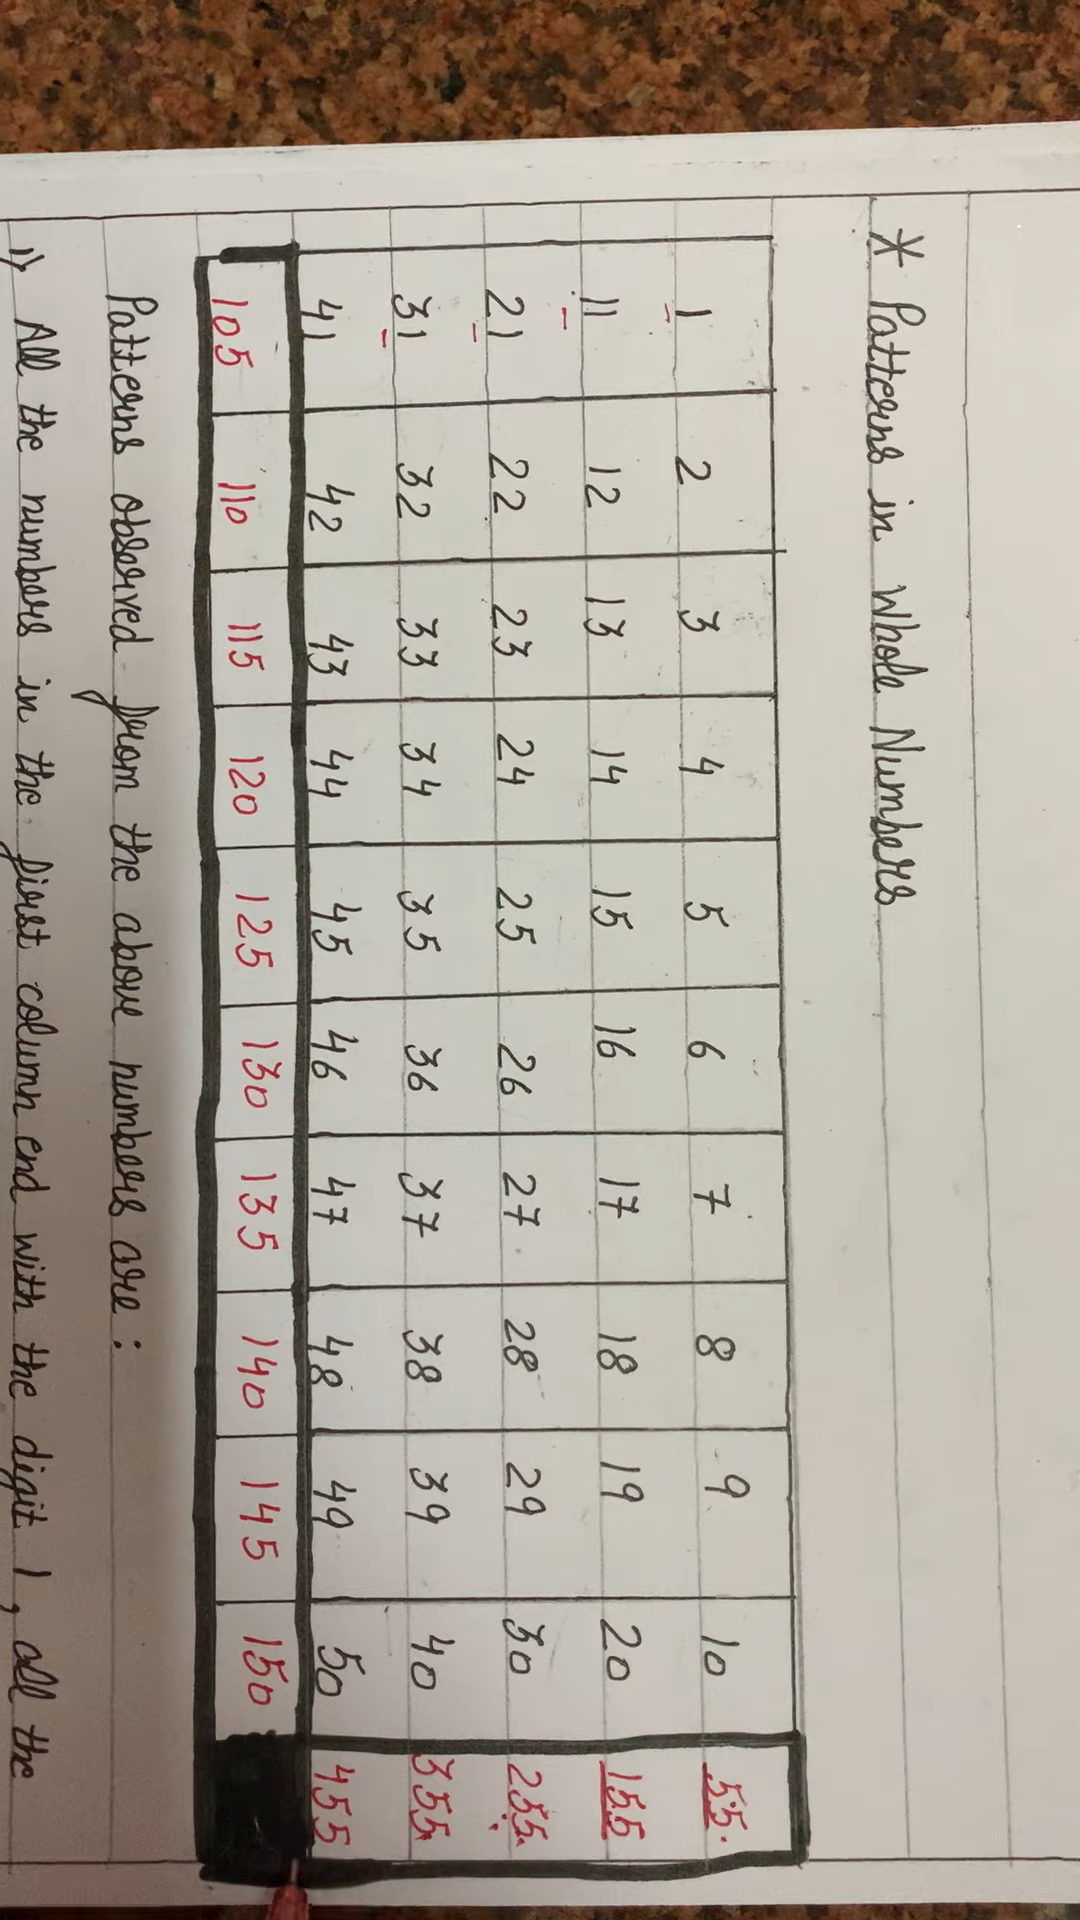 * Patterns in Whole Numbers
1 2 3 4 5 6 7 8 9 10 55
11 12 13 14 15 16 17 18 19 20 155
21 22 23 24 25 26 27 28 29 30 255
31 32 33 34 35 36 37 38 39 40 355
41 42 43 44 45 46 47 48 49 50 455
105 110 115 120 125 130 135 140 145 150
Patterns observed from the above numbers are :
1) All the numbers in the first column end with the digit 1, all the